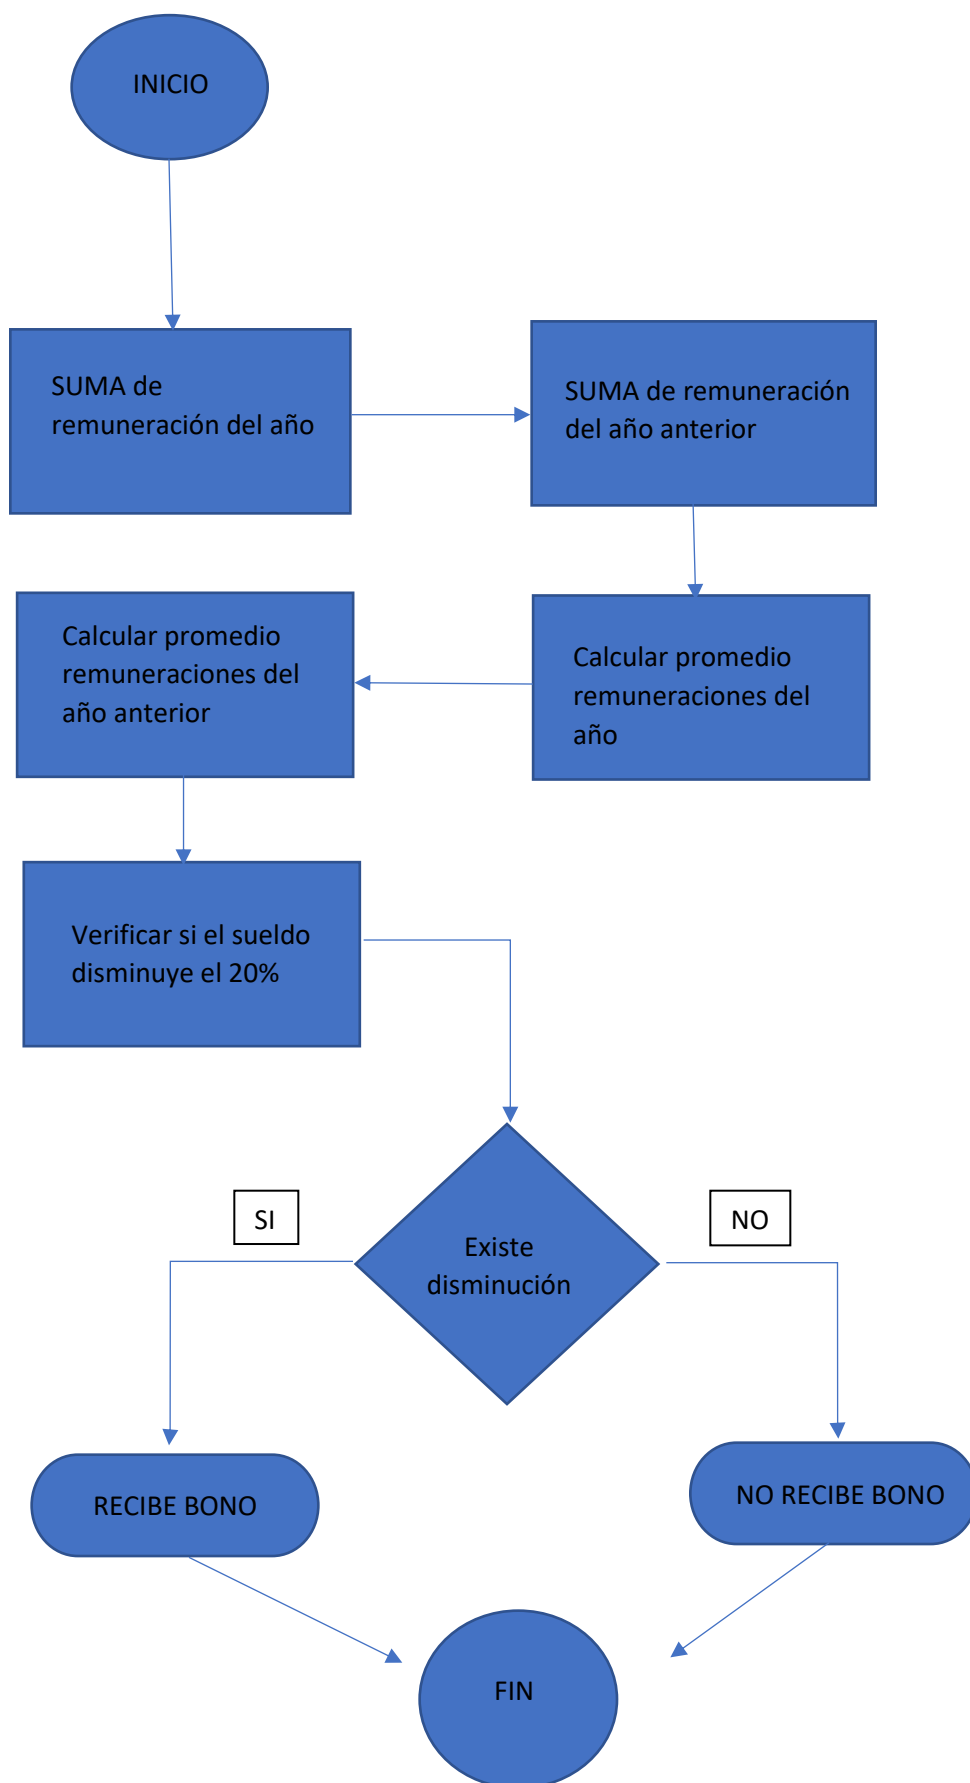 INICIO
SUMA de
remuneración del año
SUMA de remuneración
del año anterior
Calcular promedio
remuneraciones del
año
Calcular promedio
remuneraciones del
año anterior
Verificar si el sueldo
disminuye el 20%
Existe
disminución
SI
NO
RECIBE BONO
NO RECIBE BONO
FIN